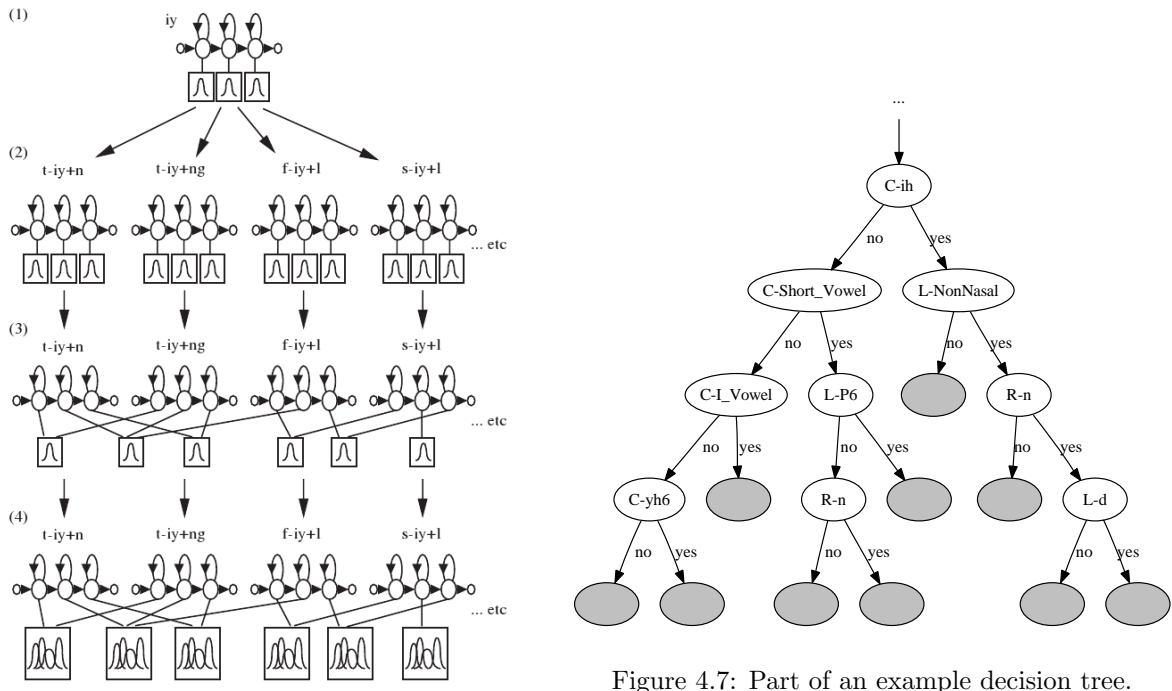 (1)
iy
(2)
t-iy+n t-iy+ng f-iy+l s-iy+l
... etc
(3)
t-iy+n t-iy+ng f-iy+l s-iy+l
... etc
(4)
t-iy+n t-iy+ng f-iy+l s-iy+l
... etc
...
C-ih
no yes
C-Short_Vowel L-NonNasal
no yes no yes
C-I_Vowel L-P6 R-n
no yes no yes no yes
C-yh6 R-n L-d
no yes no yes no yes
Figure 4.7: Part of an example decision tree.